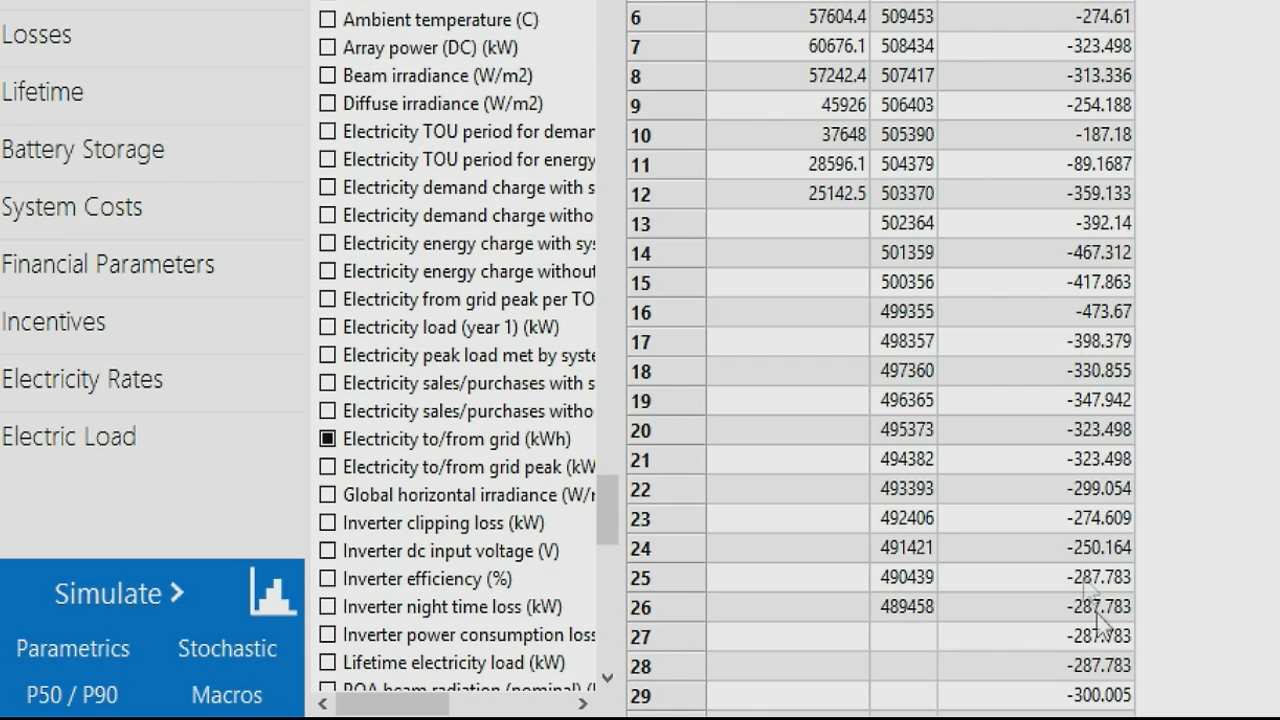 Losses
Lifetime
Battery Storage
System Costs
Financial Parameters
Incentives
Electricity Rates
Electric Load
Simulate >
Parametrics Stochastic
P50 / P90 Macros
Ambient temperature (C)
Array power (DC) (kW)
Beam irradiance (W/m2)
Diffuse irradiance (W/m2)
Electricity TOU period for deman
Electricity TOU period for energy
Electricity demand charge with s
Electricity demand charge witho
Electricity energy charge with sys
Electricity energy charge without
Electricity from grid peak per TO
Electricity load (year 1) (kW)
Electricity peak load met by syste
Electricity sales/purchases with s
Electricity sales/purchases witho
Electricity to/from grid (kWh)
Electricity to/from grid peak (kW
Global horizontal irradiance (W/r
Inverter clipping loss (kW)
Inverter dc input voltage (V)
Inverter efficiency (%)
Inverter night time loss (kW)
Inverter power consumption loss
Lifetime electricity load (kW)
POA beam radiation (nominal) (
6 57604.4 509453 -274.61
7 60676.1 508434 -323.498
8 57242.4 507417 -313.336
9 45926 506403 -254.188
10 37648 505390 -187.18
11 28596.1 504379 -89.1687
12 25142.5 503370 -359.133
13 502364 -392.14
14 501359 -467.312
15 500356 -417.863
16 499355 -473.67
17 498357 -398.379
18 497360 -330.855
19 496365 -347.942
20 495373 -323.498
21 494382 -323.498
22 493393 -299.054
23 492406 -274.609
24 491421 -250.164
25 490439 -287.783
26 489458 -287.783
27 -287.783
28 -287.783
29 -300.005